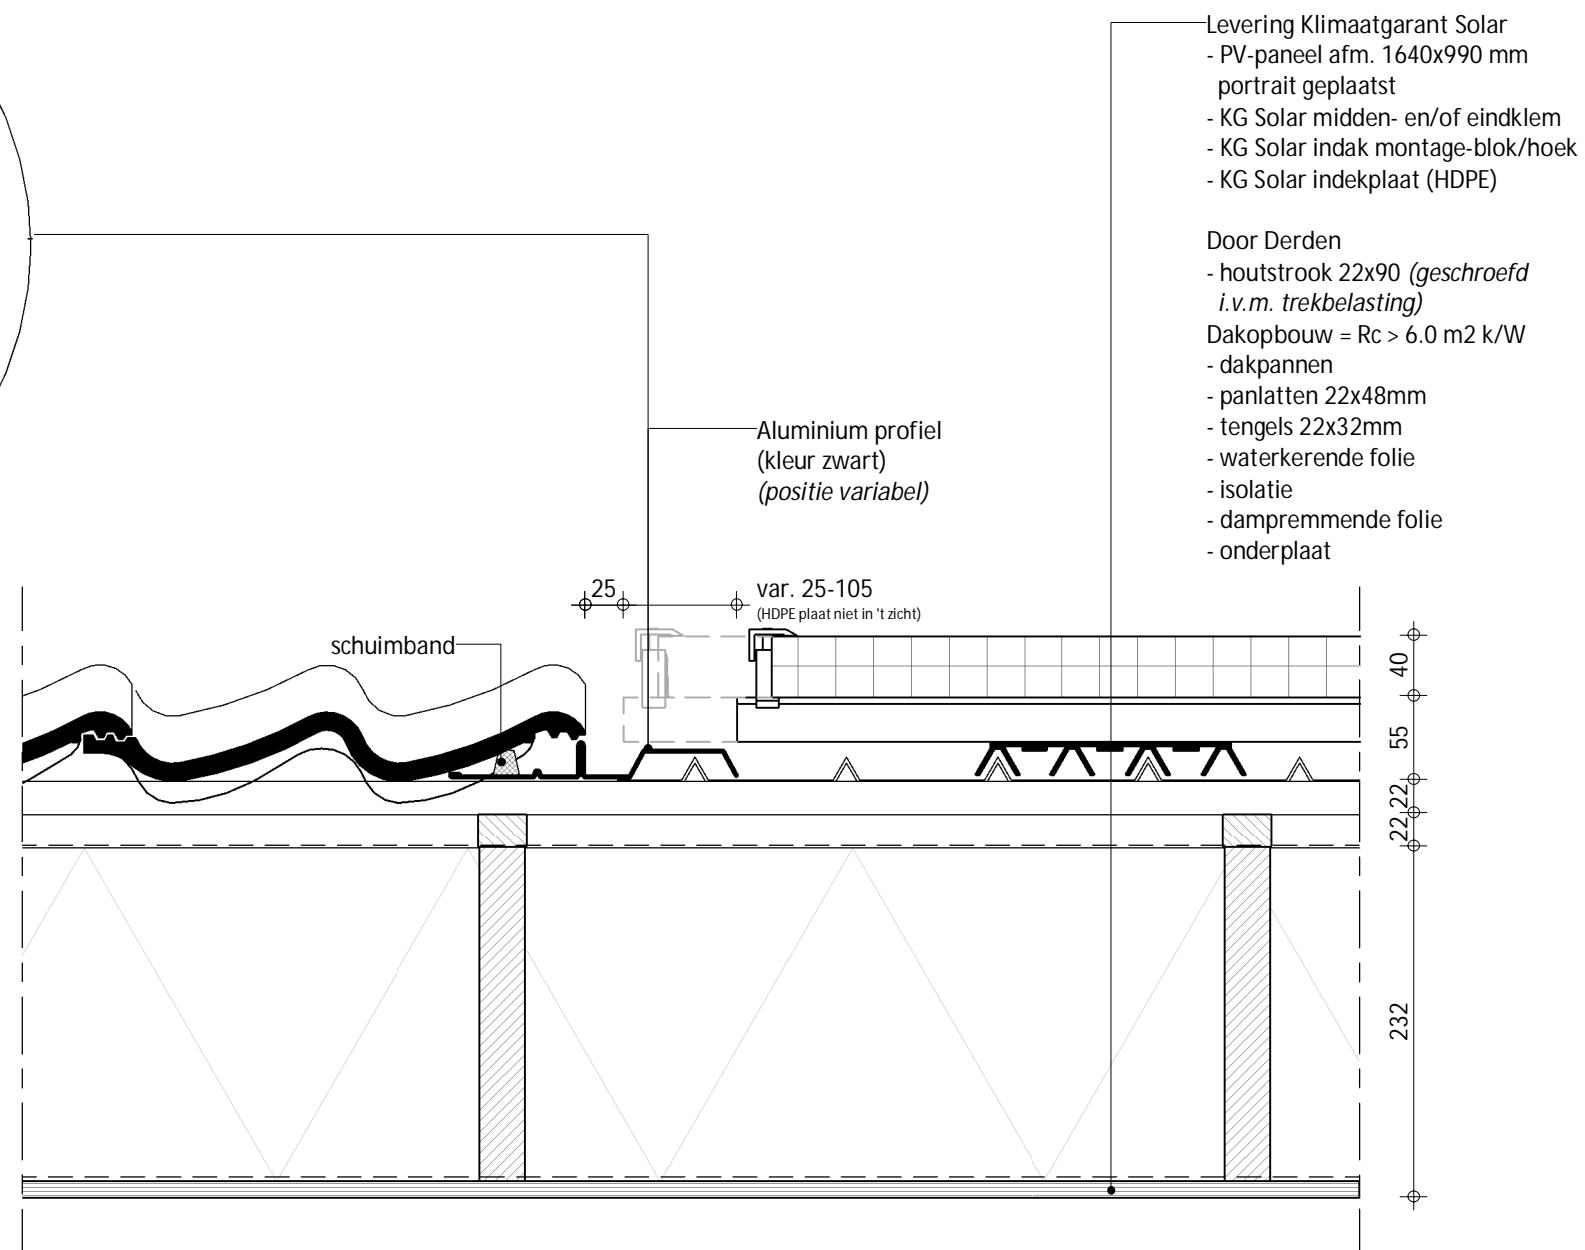 Levering Klimaatgarant Solar
- PV-paneel afm. 1640x990 mm
portrait geplaatst
- KG Solar midden- en/of eindklem
- KG Solar indak montage-blok/hoek
- KG Solar indekplaat (HDPE)
Door Derden
- houtstrook 22x90 (geschroefd
i.v.m. trekbelasting)
Dakopbouw = Rc > 6.0 m2 k/W
- dakpannen
- panlatten 22x48mm
- tengels 22x32mm
- waterkerende folie
- isolatie
- dampremmende folie
- onderplaat
Aluminium profiel
(kleur zwart)
(positie variabel)
25
var. 25-105
(HDPE plaat niet in 't zicht)
schuimband
40
55
22
22
232